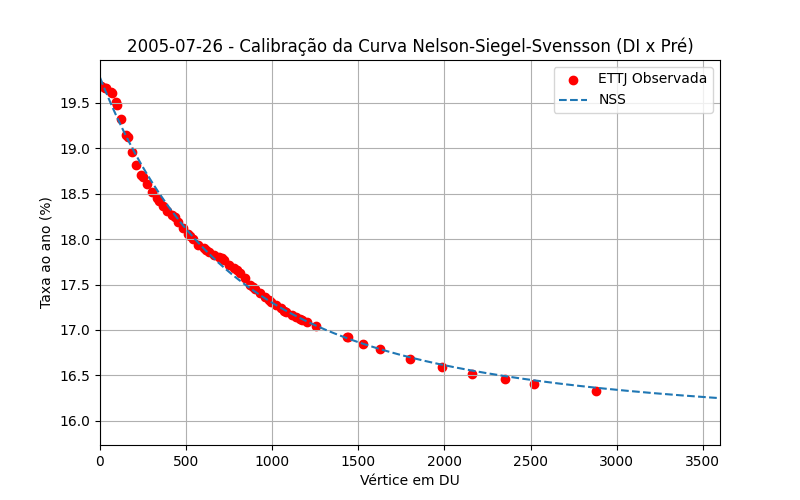 2005-07-26 - Calibração da Curva Nelson-Siegel-Svensson (DI x Pré)
ETTJ Observada
NSS
Taxa ao ano (%)
19.5
19.0
18.5
18.0
17.5
17.0
16.5
16.0
0 500 1000 1500 2000 2500 3000 3500
Vértice em DU